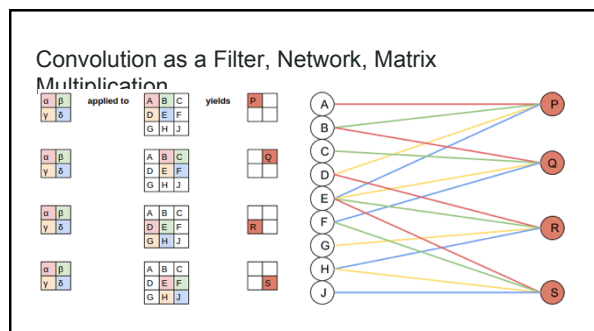 Convolution as a Filter, Network, Matrix
Multiplication
α β applied to A B C yields P
γ δ D E F
G H J
α β A B C Q
γ δ D E F
G H J
α β A B C
γ δ D E F R
G H J
α β A B C
γ δ D E F S
G H J
A
B
C
D
E
F
G
H
J
P
Q
R
S